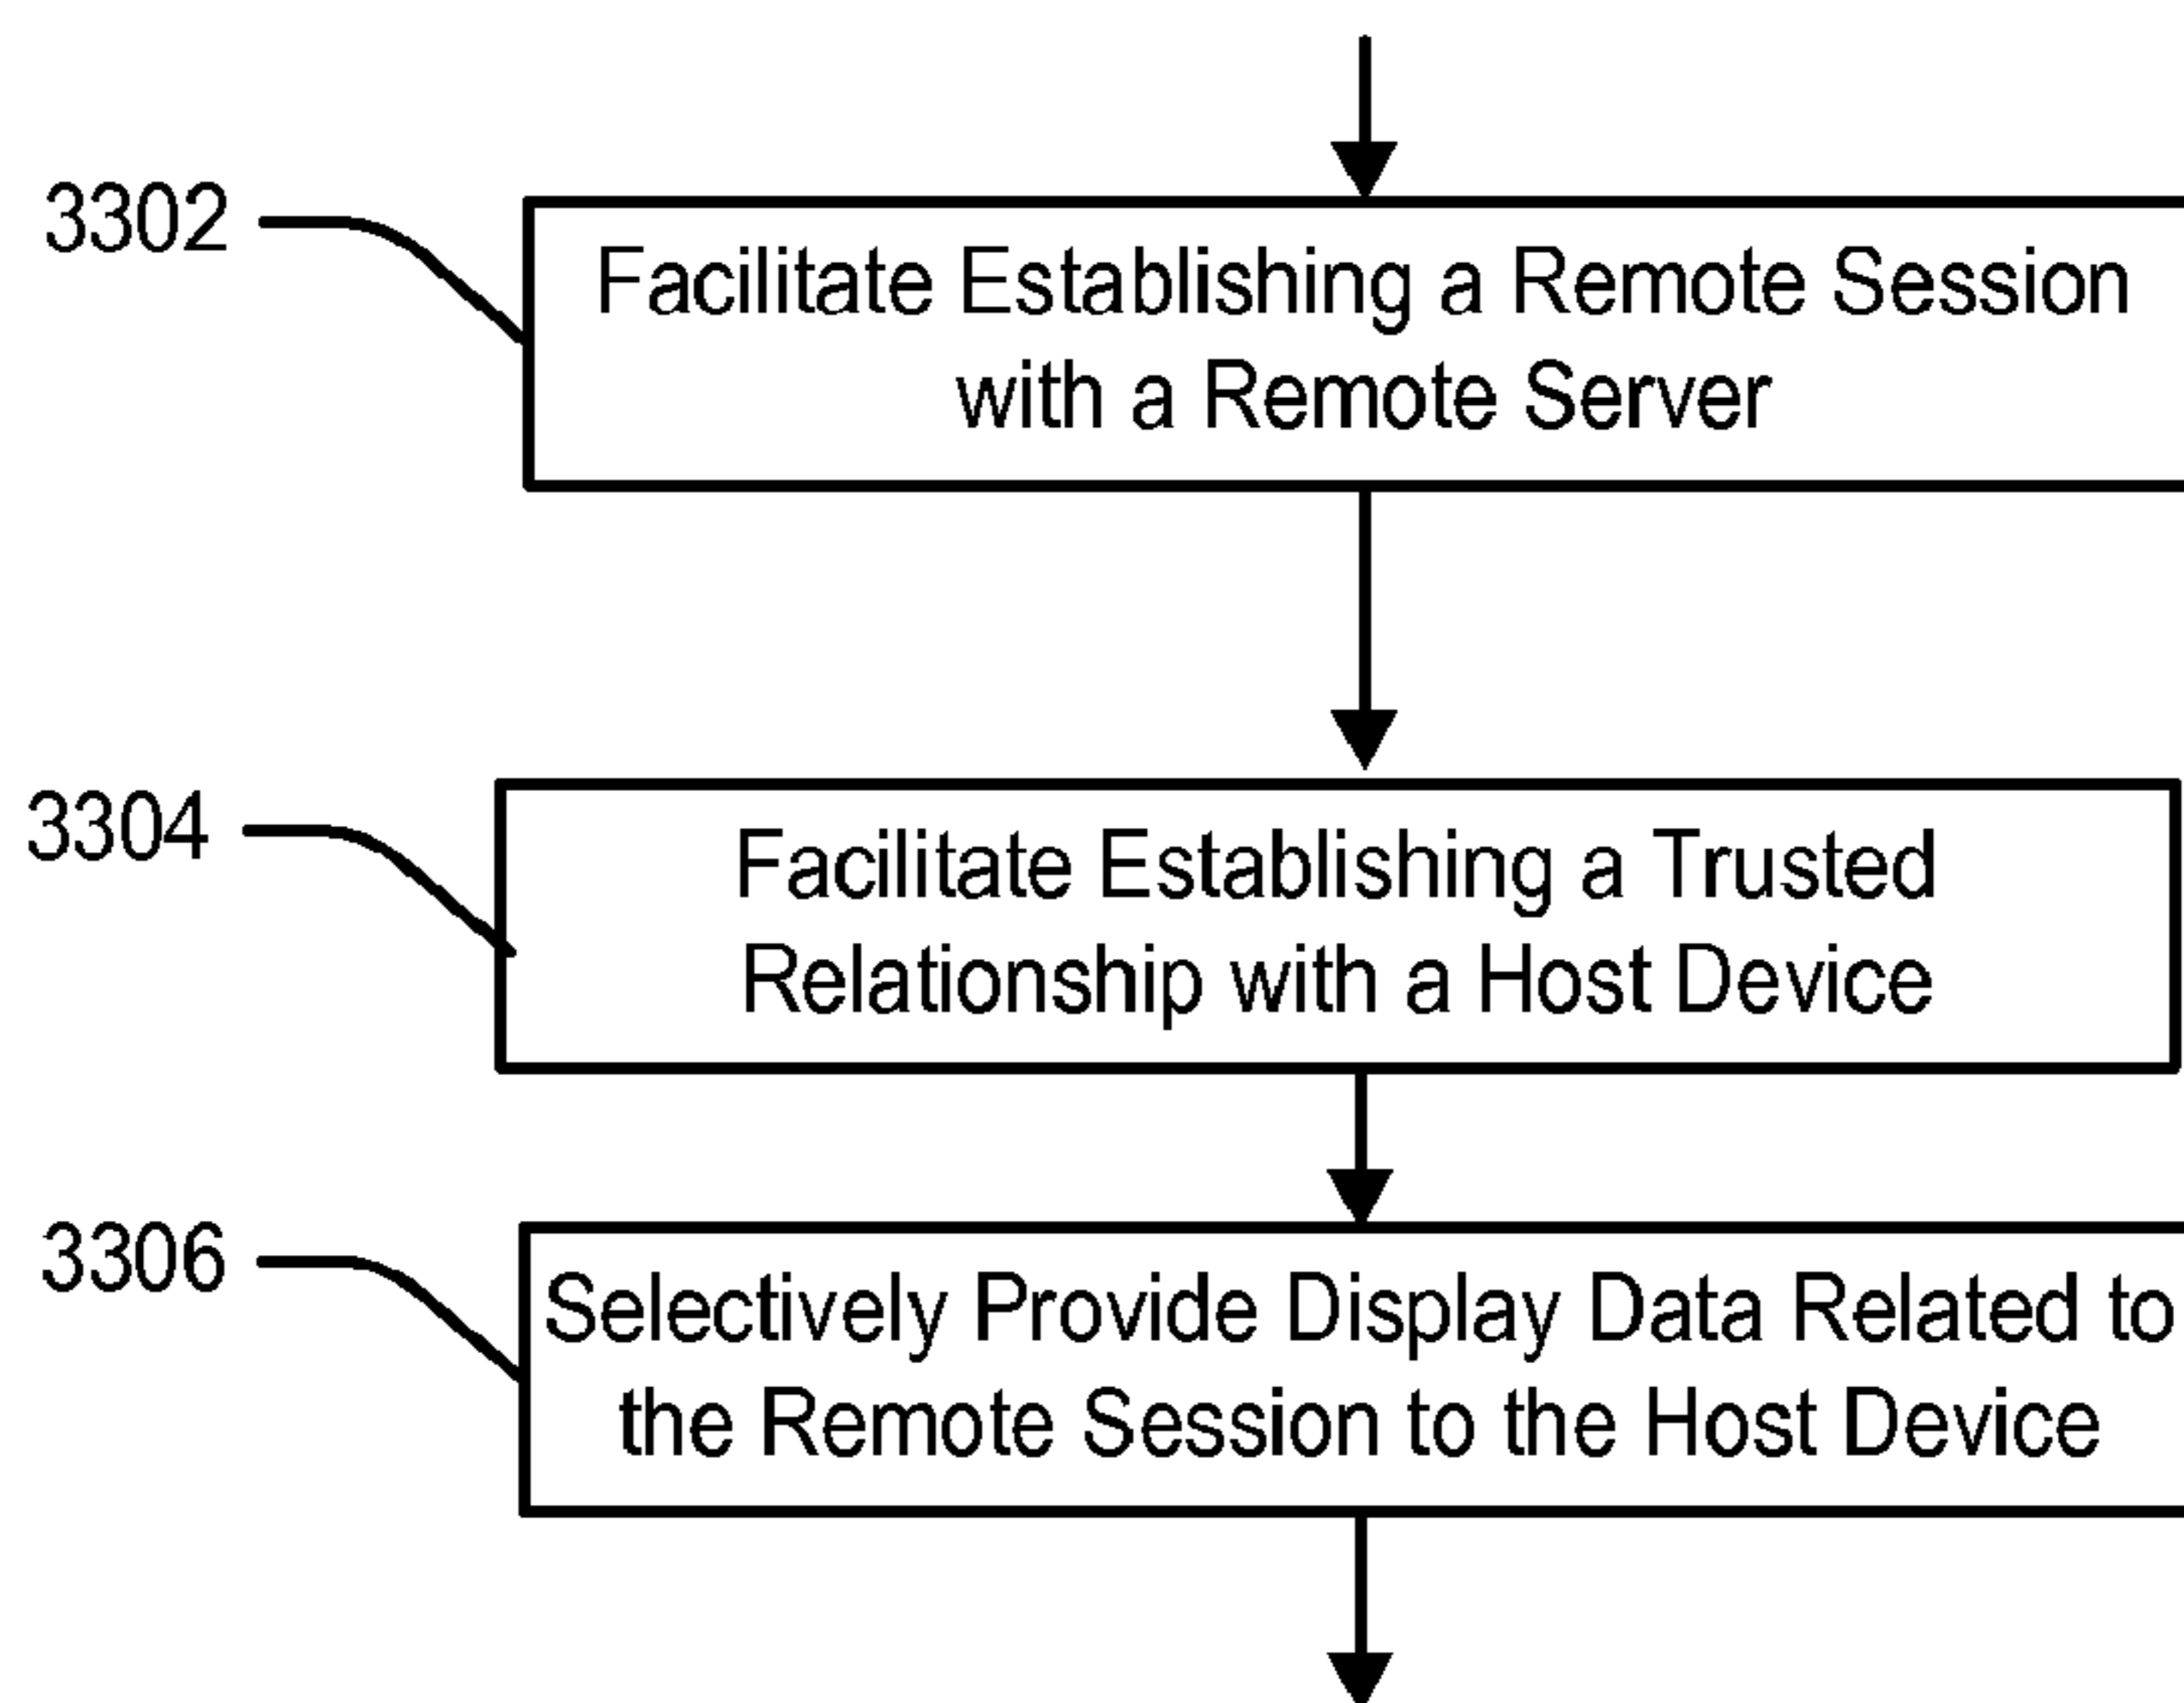 3302
Facilitate Establishing a Remote Session
with a Remote Server
3304
Facilitate Establishing a Trusted
Relationship with a Host Device
3306
Selectively Provide Display Data Related to
the Remote Session to the Host Device